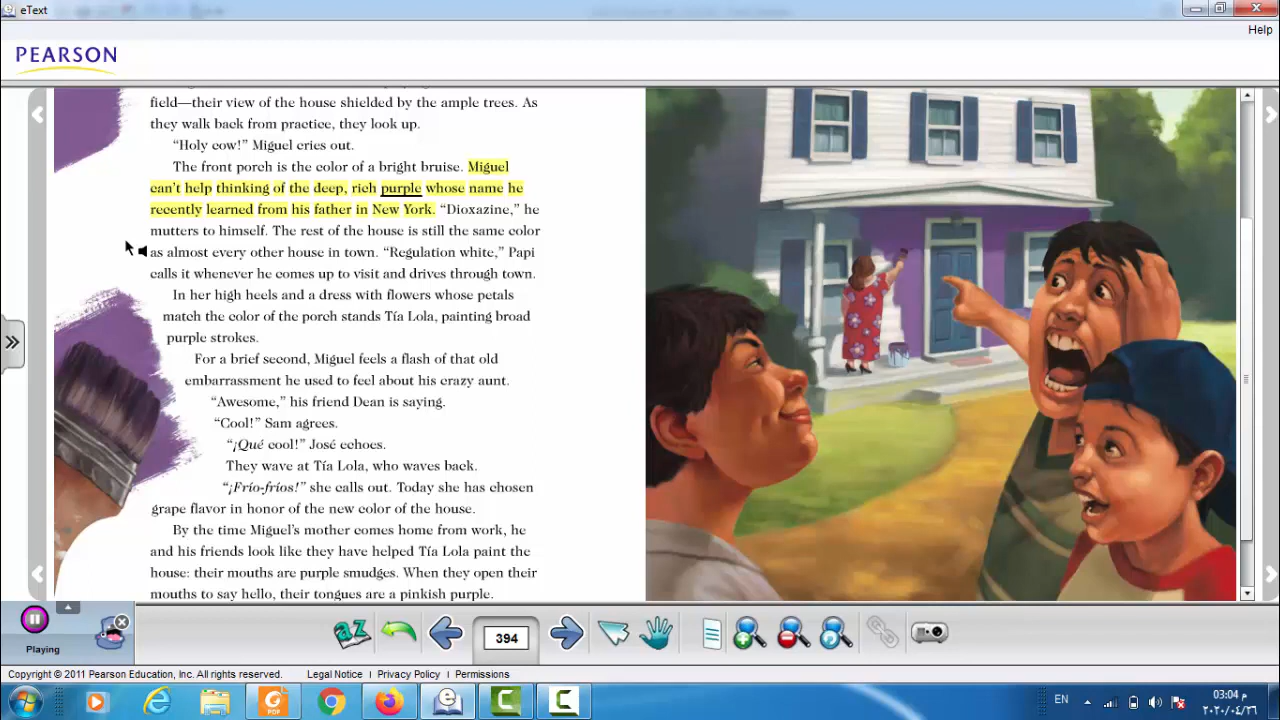 eText
Help
PEARSON
field—their view of the house shielded by the ample trees. As
they walk back from practice, they look up.
“Holy cow!” Miguel cries out.
The front porch is the color of a bright bruise. Miguel
can’t help thinking of the deep, rich purple whose name he
recently learned from his father in New York. “Dioxazine,” he
mutters to himself. The rest of the house is still the same color
as almost every other house in town. “Regulation white,” Papi
calls it whenever he comes up to visit and drives through town.
In her high heels and a dress with flowers whose petals
match the color of the porch stands Tía Lola, painting broad
purple strokes.
For a brief second, Miguel feels a flash of that old
embarrassment he used to feel about his crazy aunt.
“Awesome,” his friend Dean is saying.
“Cool!” Sam agrees.
“¡Qué cool!” José echoes.
They wave at Tía Lola, who waves back.
“¡Frío-fríos!” she calls out. Today she has chosen
grape flavor in honor of the new color of the house.
By the time Miguel’s mother comes home from work, he
and his friends look like they have helped Tía Lola paint the
house: their mouths are purple smudges. When they open their
mouths to say hello, their tongues are a pinkish purple.
Playing
aZ
394
Copyright © 2011 Pearson Education, Inc. All rights reserved. Legal Notice | Privacy Policy | Permissions
PDF
EN
03:04 م
٢٠٢٠/٠٤/٢٦